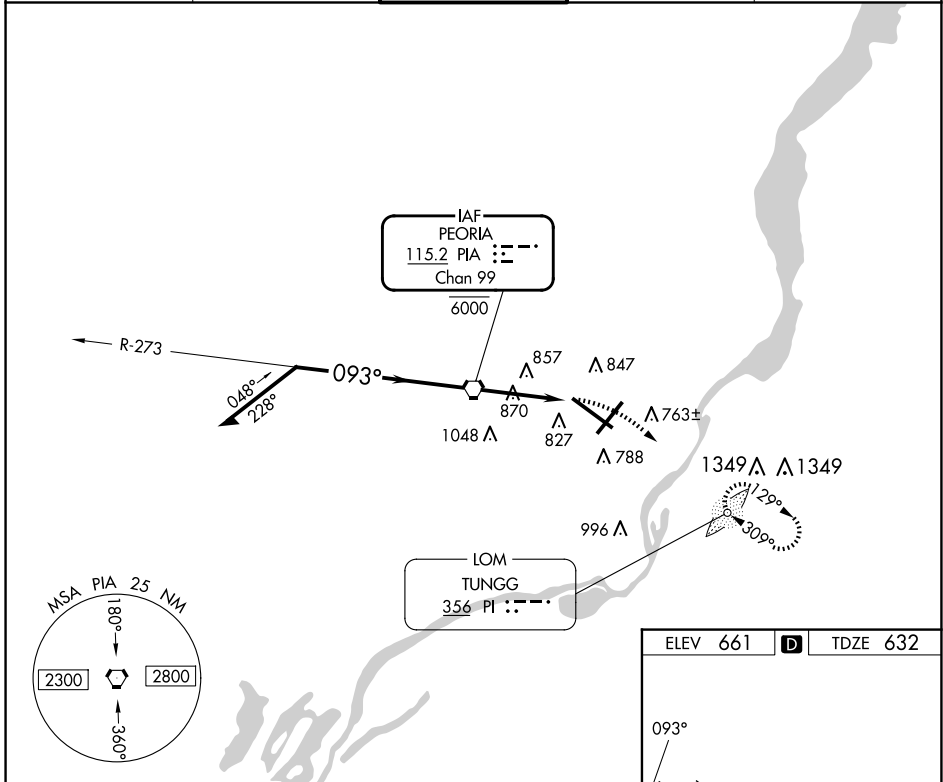 IAF
PEORIA
115.2 PIA
Chan 99
6000
R-273
093°
048°
228°
857
847
870
763±
1048
827
788
1349
1349
129°
309°
996
LOM
TUNGG
356 PI
MSA PIA 25 NM
180°
2300
2800
360°
ELEV 661 D TDZE 632
093°